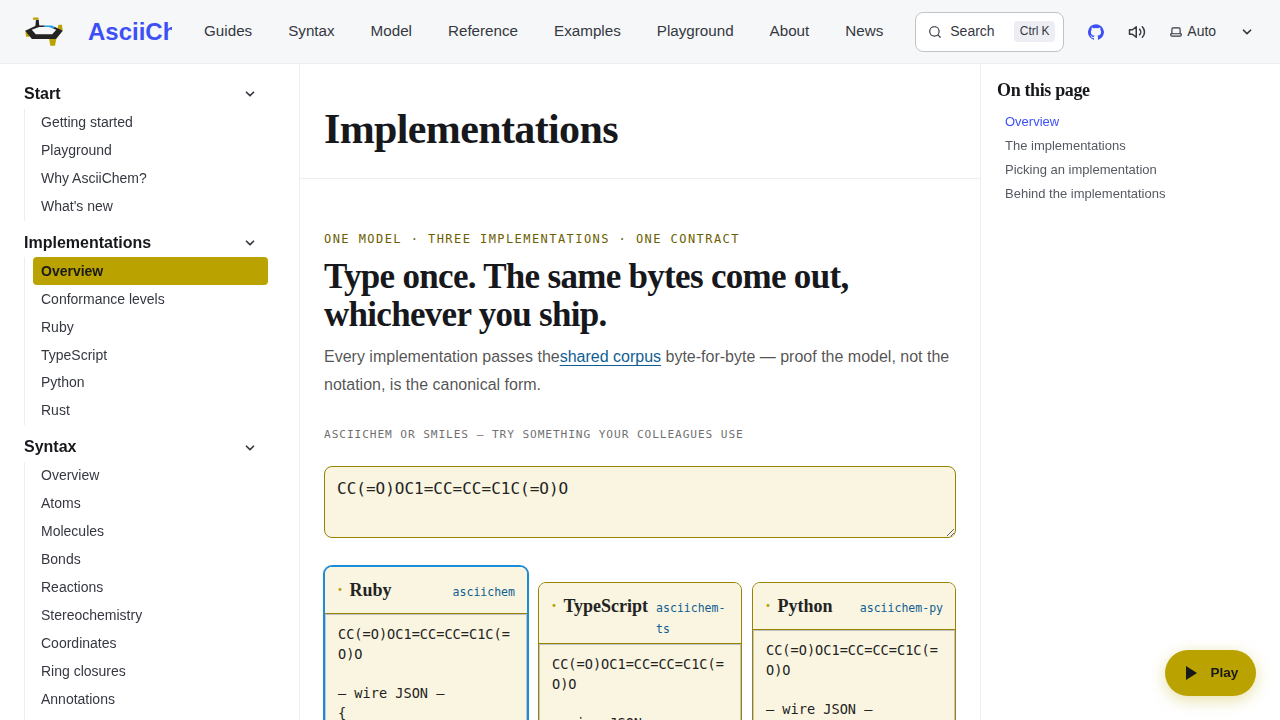 AsciiCh
Guides
Syntax
Model
Reference
Examples
Playground
About
News
Search
Ctrl K
Auto
Start
Getting started
Playground
Why AsciiChem?
What's new
Implementations
Overview
Conformance levels
Ruby
TypeScript
Python
Rust
Syntax
Overview
Atoms
Molecules
Bonds
Reactions
Stereochemistry
Coordinates
Ring closures
Annotations
Implementations
ONE MODEL · THREE IMPLEMENTATIONS · ONE CONTRACT
Type once. The same bytes come out,
whichever you ship.
Every implementation passes theshared corpus byte-for-byte — proof the model, not the
notation, is the canonical form.
ASCIICHEM OR SMILES — TRY SOMETHING YOUR COLLEAGUES USE
CC(=O)OC1=CC=CC=C1C(=O)O
· Ruby asciichem
CC(=O)OC1=CC=CC=C1C(=
O)O
— wire JSON —
{
· TypeScript asciichem-
ts
CC(=O)OC1=CC=CC=C1C(=
O)O
— wire JSON —
· Python asciichem-py
CC(=O)OC1=CC=CC=C1C(=
O)O
— wire JSON —
On this page
Overview
The implementations
Picking an implementation
Behind the implementations
Play